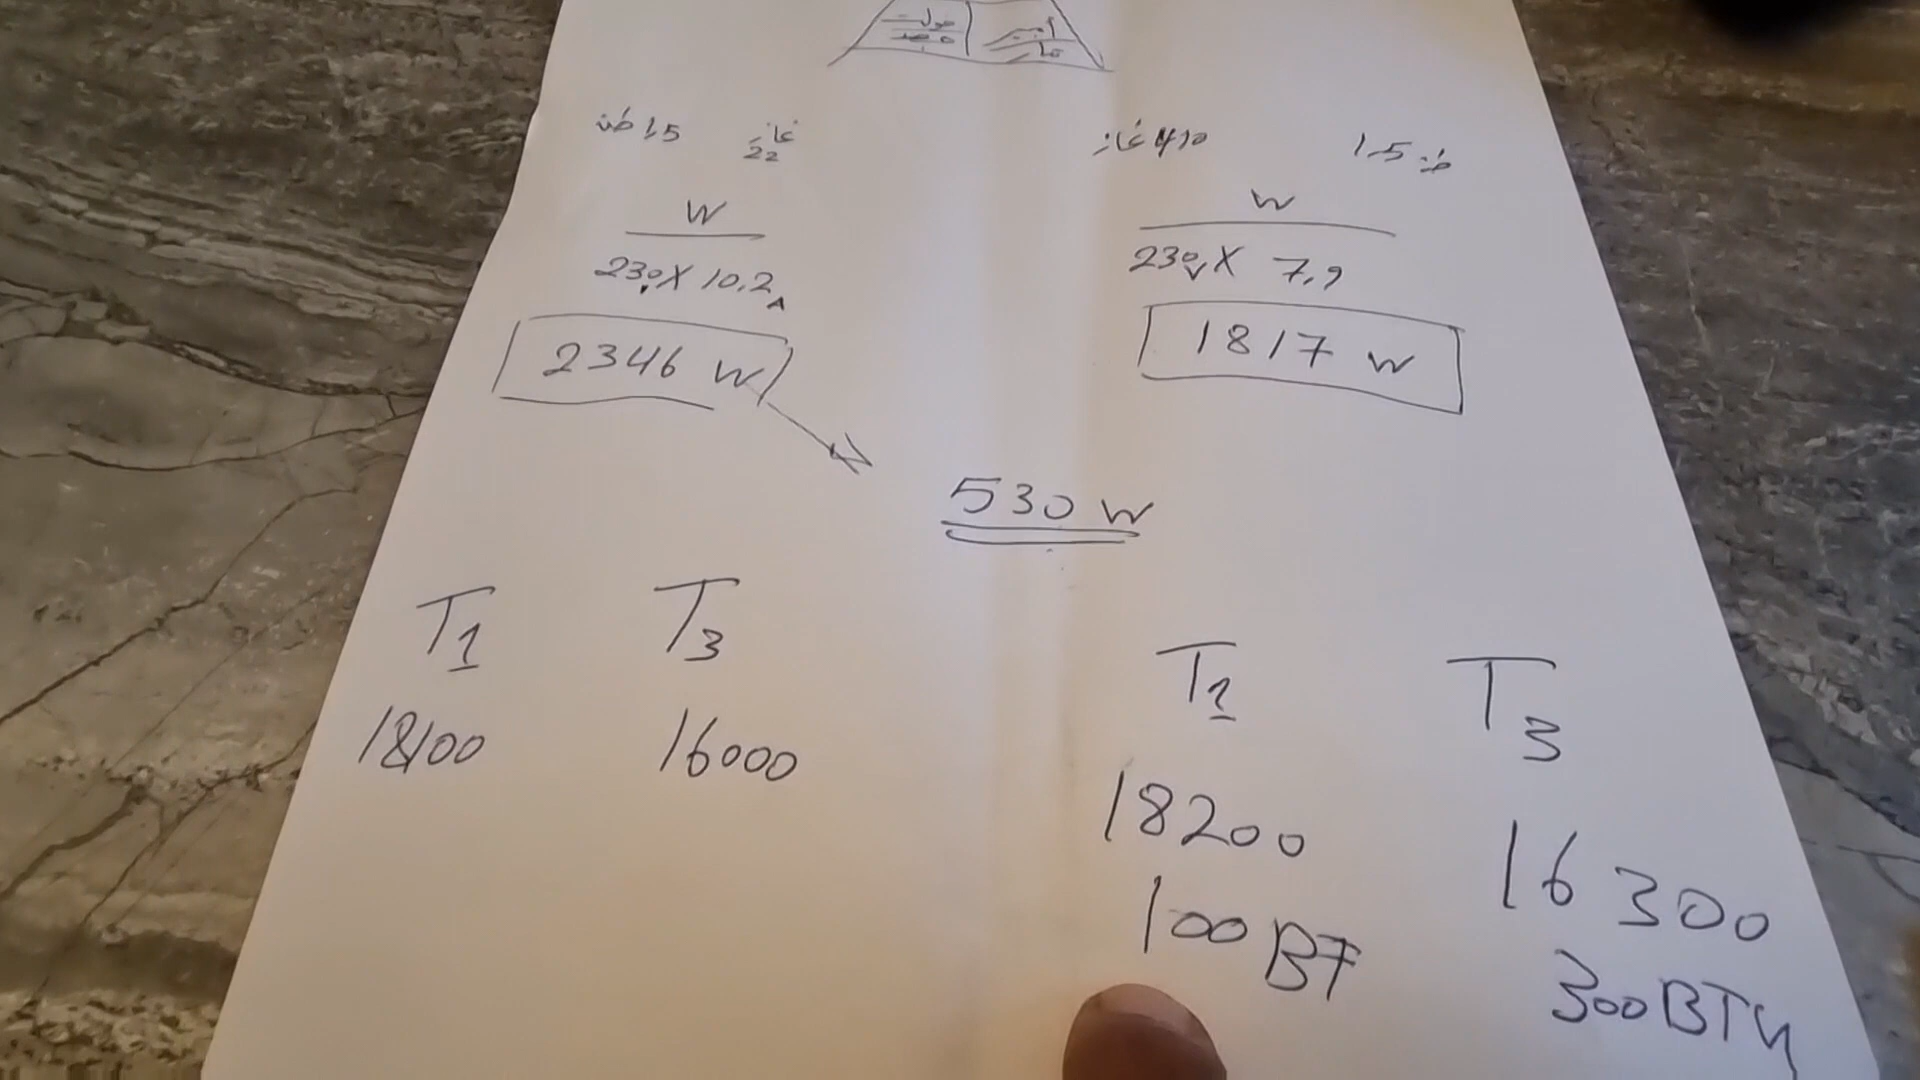 1,5 طن
غاز 22
W
230V X 10.2A
2346 W
غاز 410
1.5 طن
W
230V X 7,9
1817 W
530 W
T1 T3
18100 16000
T1 T3
18200 16300
100 BT 300 BTU